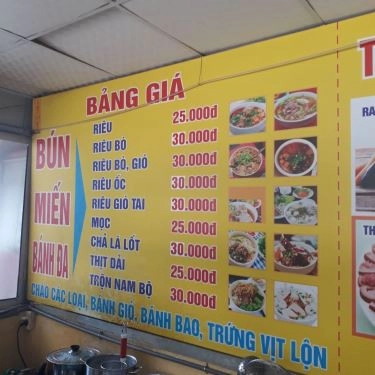 BẢNG GIÁ
BÚN
MIẾN
BÁNH ĐA
RIÊU 25.000đ
RIÊU BÒ 30.000đ
RIÊU BÒ, GIÒ 30.000đ
RIÊU ỐC 30.000đ
RIÊU GIÒ TAI 30.000đ
MỌC 25.000đ
CHẢ LÁ LỐT 30.000đ
THỊT DẢI 25.000đ
TRỘN NAM BỘ 30.000đ
CHÁO CÁC LOẠI, BÁNH GIÒ, BÁNH BAO, TRỨNG VỊT LỘN
T
RA
TH